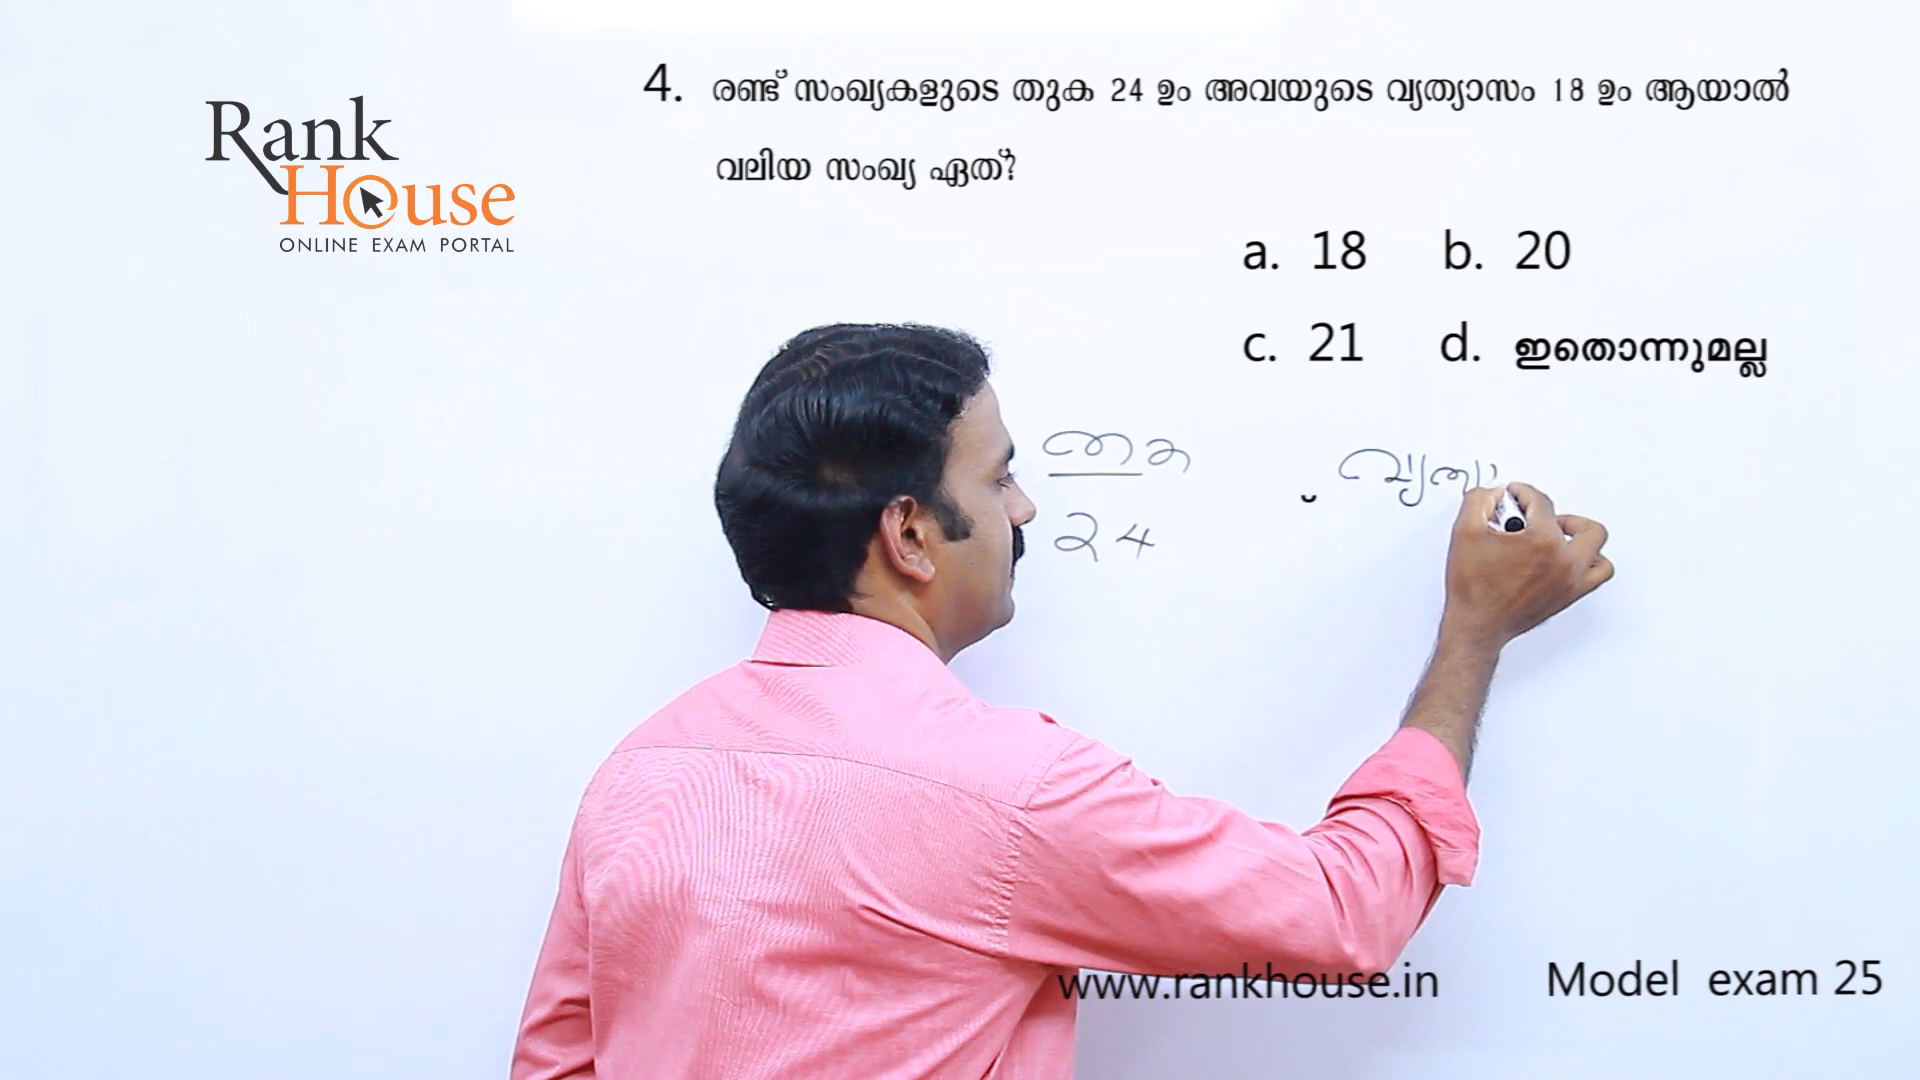 Rank
House
ONLINE EXAM PORTAL
4. രണ്ട് സംഖ്യകളുടെ തുക 24 ഉം അവയുടെ വ്യത്യാസം 18 ഉം ആയാൽ
വലിയ സംഖ്യ ഏത്?
a. 18 b. 20
c. 21 d. ഇതൊന്നുമല്ല
തുക
24
www.rankhouse.in Model exam 25